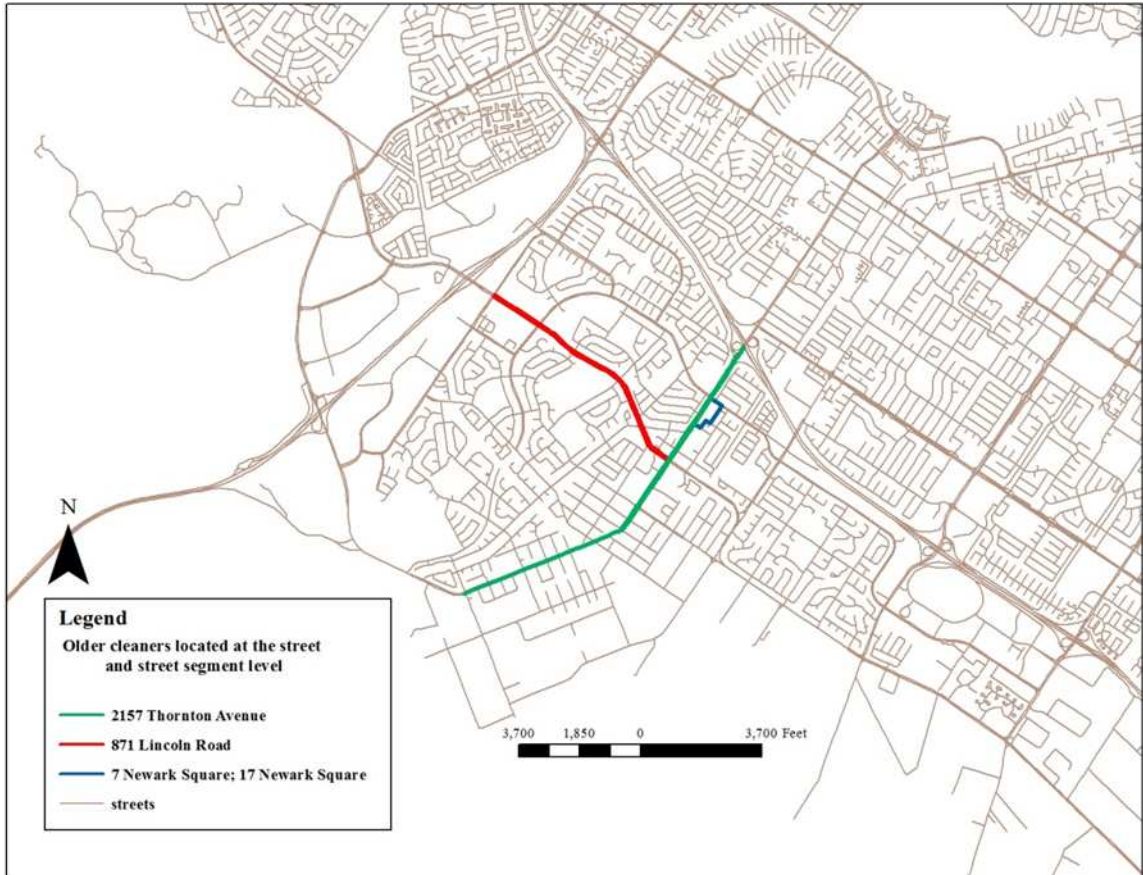 N
Legend
Older cleaners located at the street
and street segment level
2157 Thornton Avenue
871 Lincoln Road
7 Newark Square; 17 Newark Square
streets
3,700 1,850 0 3,700 Feet